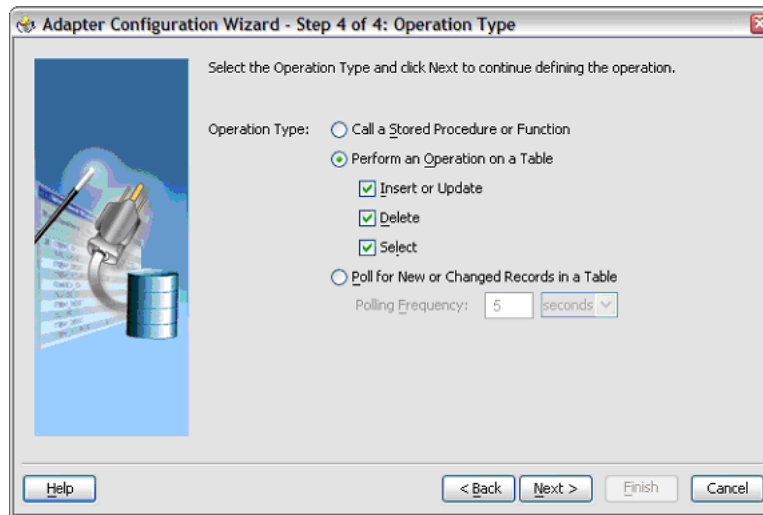 Adapter Configuration Wizard - Step 4 of 4: Operation Type
Select the Operation Type and click Next to continue defining the operation.
Operation Type:
Call a Stored Procedure or Function
Perform an Operation on a Table
Insert or Update
Delete
Select
Poll for New or Changed Records in a Table
Polling Frequency: 5 seconds
Help < Back Next > Finish Cancel